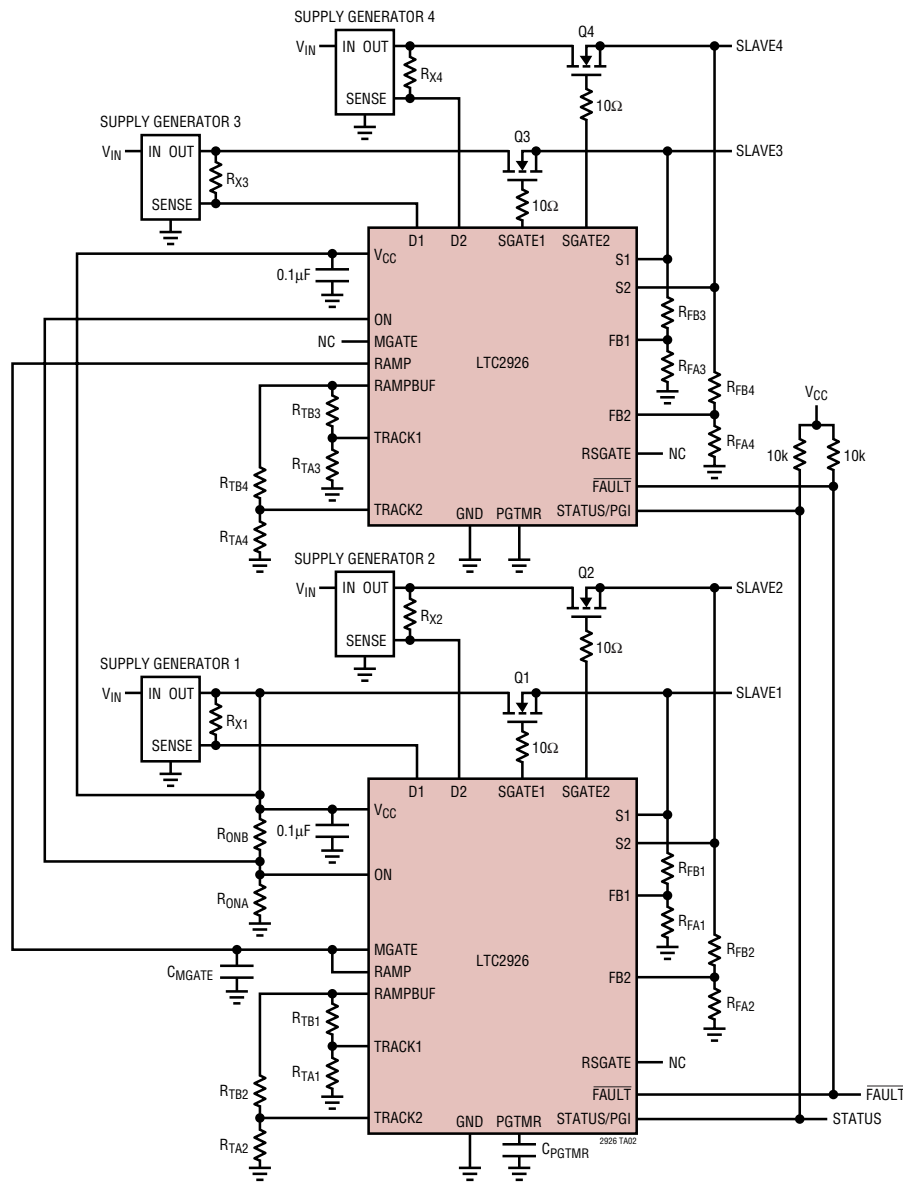 SUPPLY GENERATOR 4
Q4
VIN
IN OUT
SLAVE4
RX4
SENSE
10Ω
SUPPLY GENERATOR 3
Q3
VIN
IN OUT
SLAVE3
RX3
SENSE
10Ω
D1
D2
SGATE1
SGATE2
VCC
S1
0.1µF
S2
ON
RFB3
NC
MGATE
FB1
RAMP
LTC2926
RFA3
RAMPBUF
RFB4
VCC
RTB3
FB2
TRACK1
RFA4
10k
10k
RTA3
RSGATE
NC
RTB4
FAULT
TRACK2
GND
PGTMR
STATUS/PGI
RTA4
SUPPLY GENERATOR 2
Q2
VIN
IN OUT
SLAVE2
RX2
SENSE
10Ω
SUPPLY GENERATOR 1
Q1
VIN
IN OUT
SLAVE1
RX1
SENSE
10Ω
D1
D2
SGATE1
SGATE2
VCC
S1
RONB
0.1µF
S2
ON
RFB1
RONA
FB1
RFA1
MGATE
LTC2926
RFB2
CMGATE
RAMP
FB2
RAMPBUF
RFA2
RTB1
TRACK1
RSGATE
NC
RTA1
RTB2
FAULT
FAULT
TRACK2
GND
PGTMR
STATUS/PGI
STATUS
RTA2
CPGTMR
2926 TA02